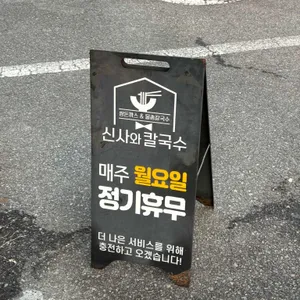 신사와 칼국수
매주 월요일
정기휴무
더 나은 서비스를 위해
충전하고 오겠습니다!